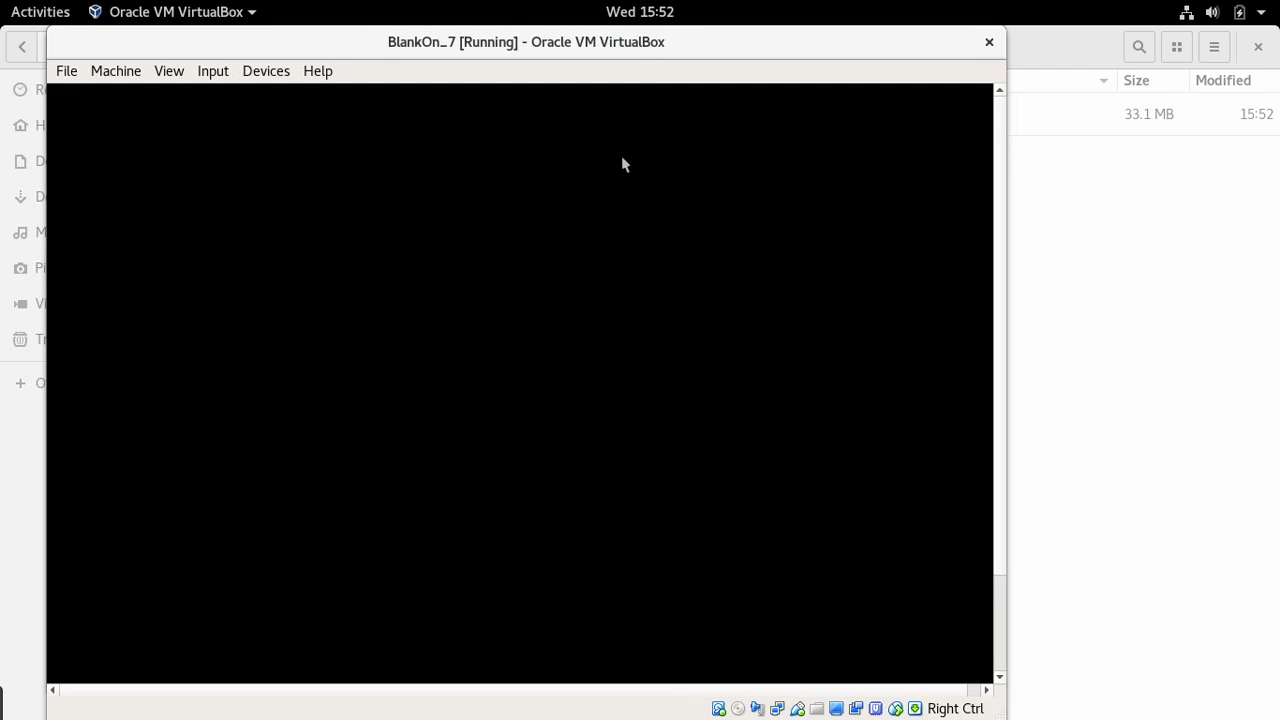 Activities Oracle VM VirtualBox Wed 15:52
BlankOn_7 [Running] - Oracle VM VirtualBox
File Machine View Input Devices Help
Size Modified
33.1 MB 15:52
Right Ctrl